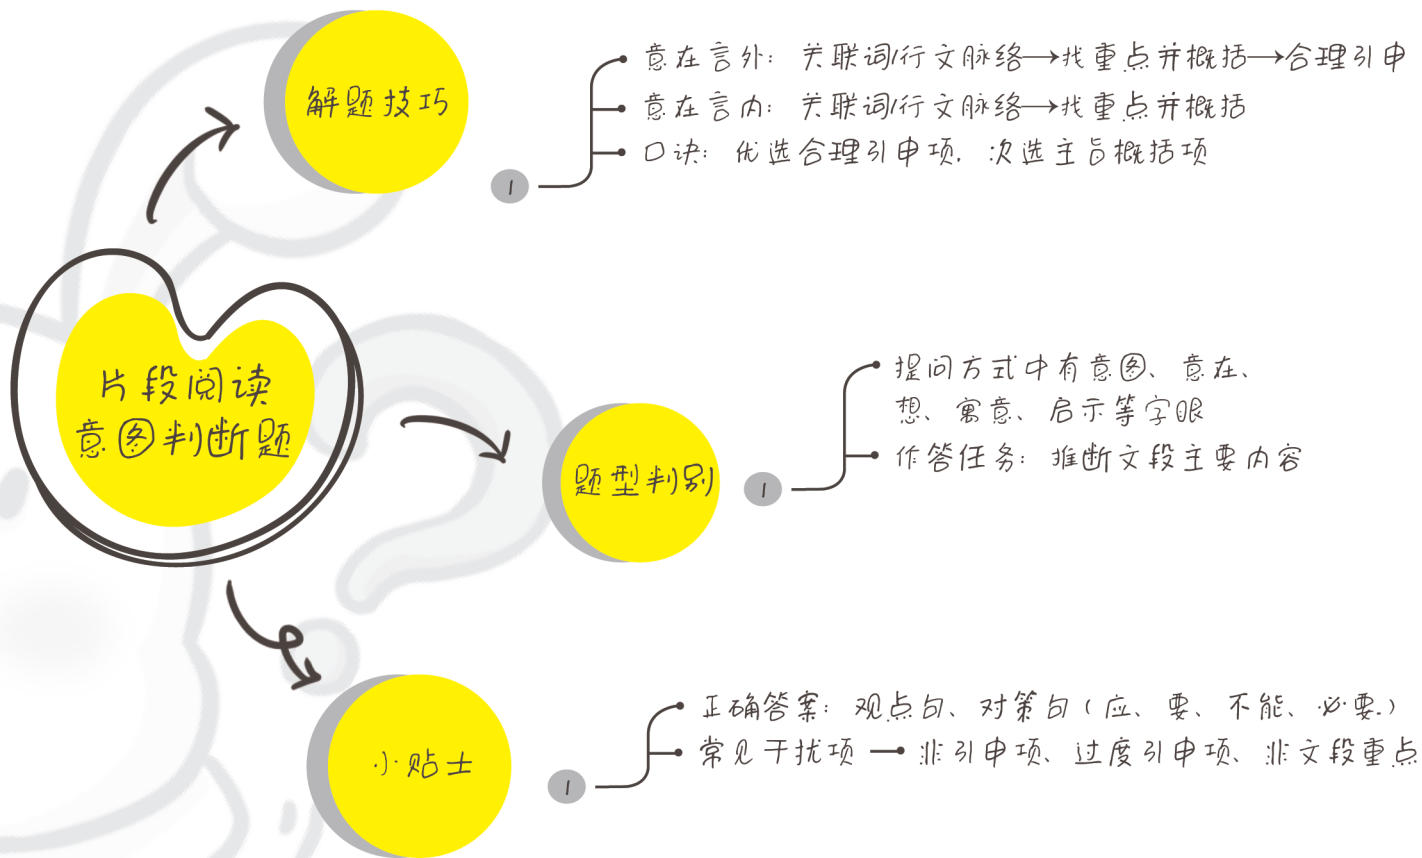 解题技巧
1
意在言外：关联词/行文脉络→找重点并概括→合理引申
意在言内：关联词/行文脉络→找重点并概括
口诀：优选合理引申项，次选主旨概括项
片段阅读
意图判断题
题型判别
1
提问方式中有意图、意在、
想、寓意、启示等字眼
作答任务：推断文段主要内容
小贴士
1
正确答案：观点句、对策句（应、要、不能、必要.）
常见干扰项 — 非引申项、过度引申项、非文段重点